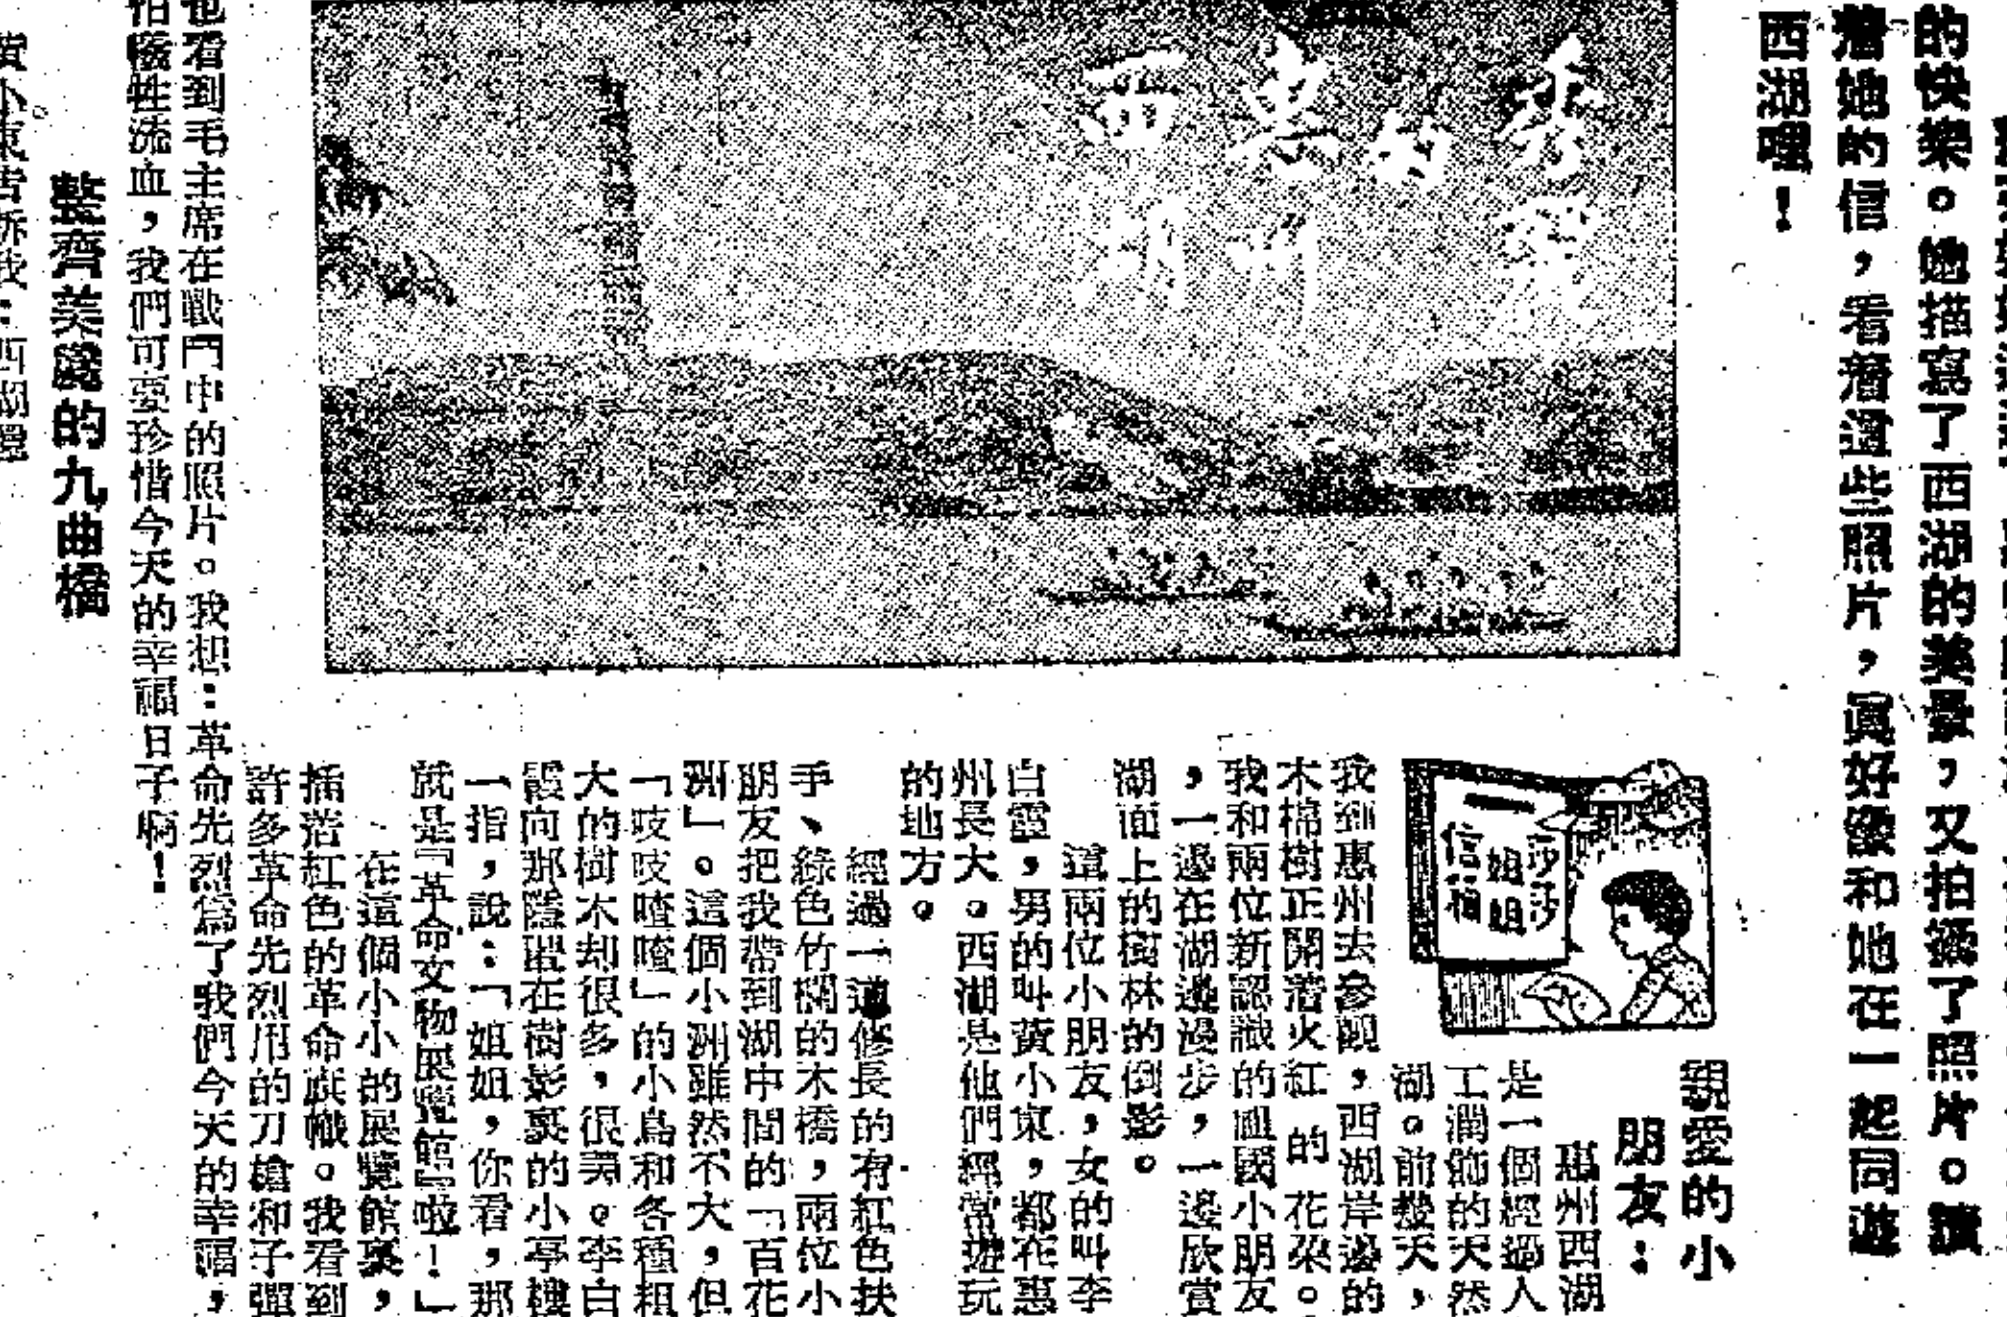 的快樂。她描寫了西湖的美景，又拍攝了照片。讀
着她的信，看着這些照片，眞好像和她在一起同遊
西湖哩！
秀麗
的
惠州
西湖
莎莎
姐姐
信箱
親愛的小
朋友：
惠州西湖
是一個經過人
工潤飾的天然
湖。前幾天，
我到惠州去參觀，西湖岸邊的
木棉樹正開着火紅的花朶。
我和兩位新認識的祖國小朋友
，一邊在湖邊漫步，一邊欣賞
湖面上的樹林的倒影。
這兩位小朋友，女的叫李
白霞，男的叫黃小東，都在惠
州長大。西湖是他們經常遊玩
的地方。
經過一道修長的有紅色扶
手、綠色竹欄的木橋，兩位小
朋友把我帶到湖中間的「百花
洲」。這個小洲雖然不大，但
「吱吱喳喳」的小鳥和各種粗
大的樹木却很多，很美。李白
霞向那隱罩在樹影裏的小亭樓
一指，說：「姐姐，你看，那
就是『革命文物展覽館』啦！」
在這個小小的展覽館裏，
插着紅色的革命旗幟。我看到
許多革命先烈用的刀槍和子彈
也看到毛主席在戰鬥中的照片。我想：革命先烈爲了我們今天的幸福，
怕犧牲流血，我們可要珍惜今天的幸福日子啊！
整齊美麗的九曲橋
黃小東告訴我：西湖還